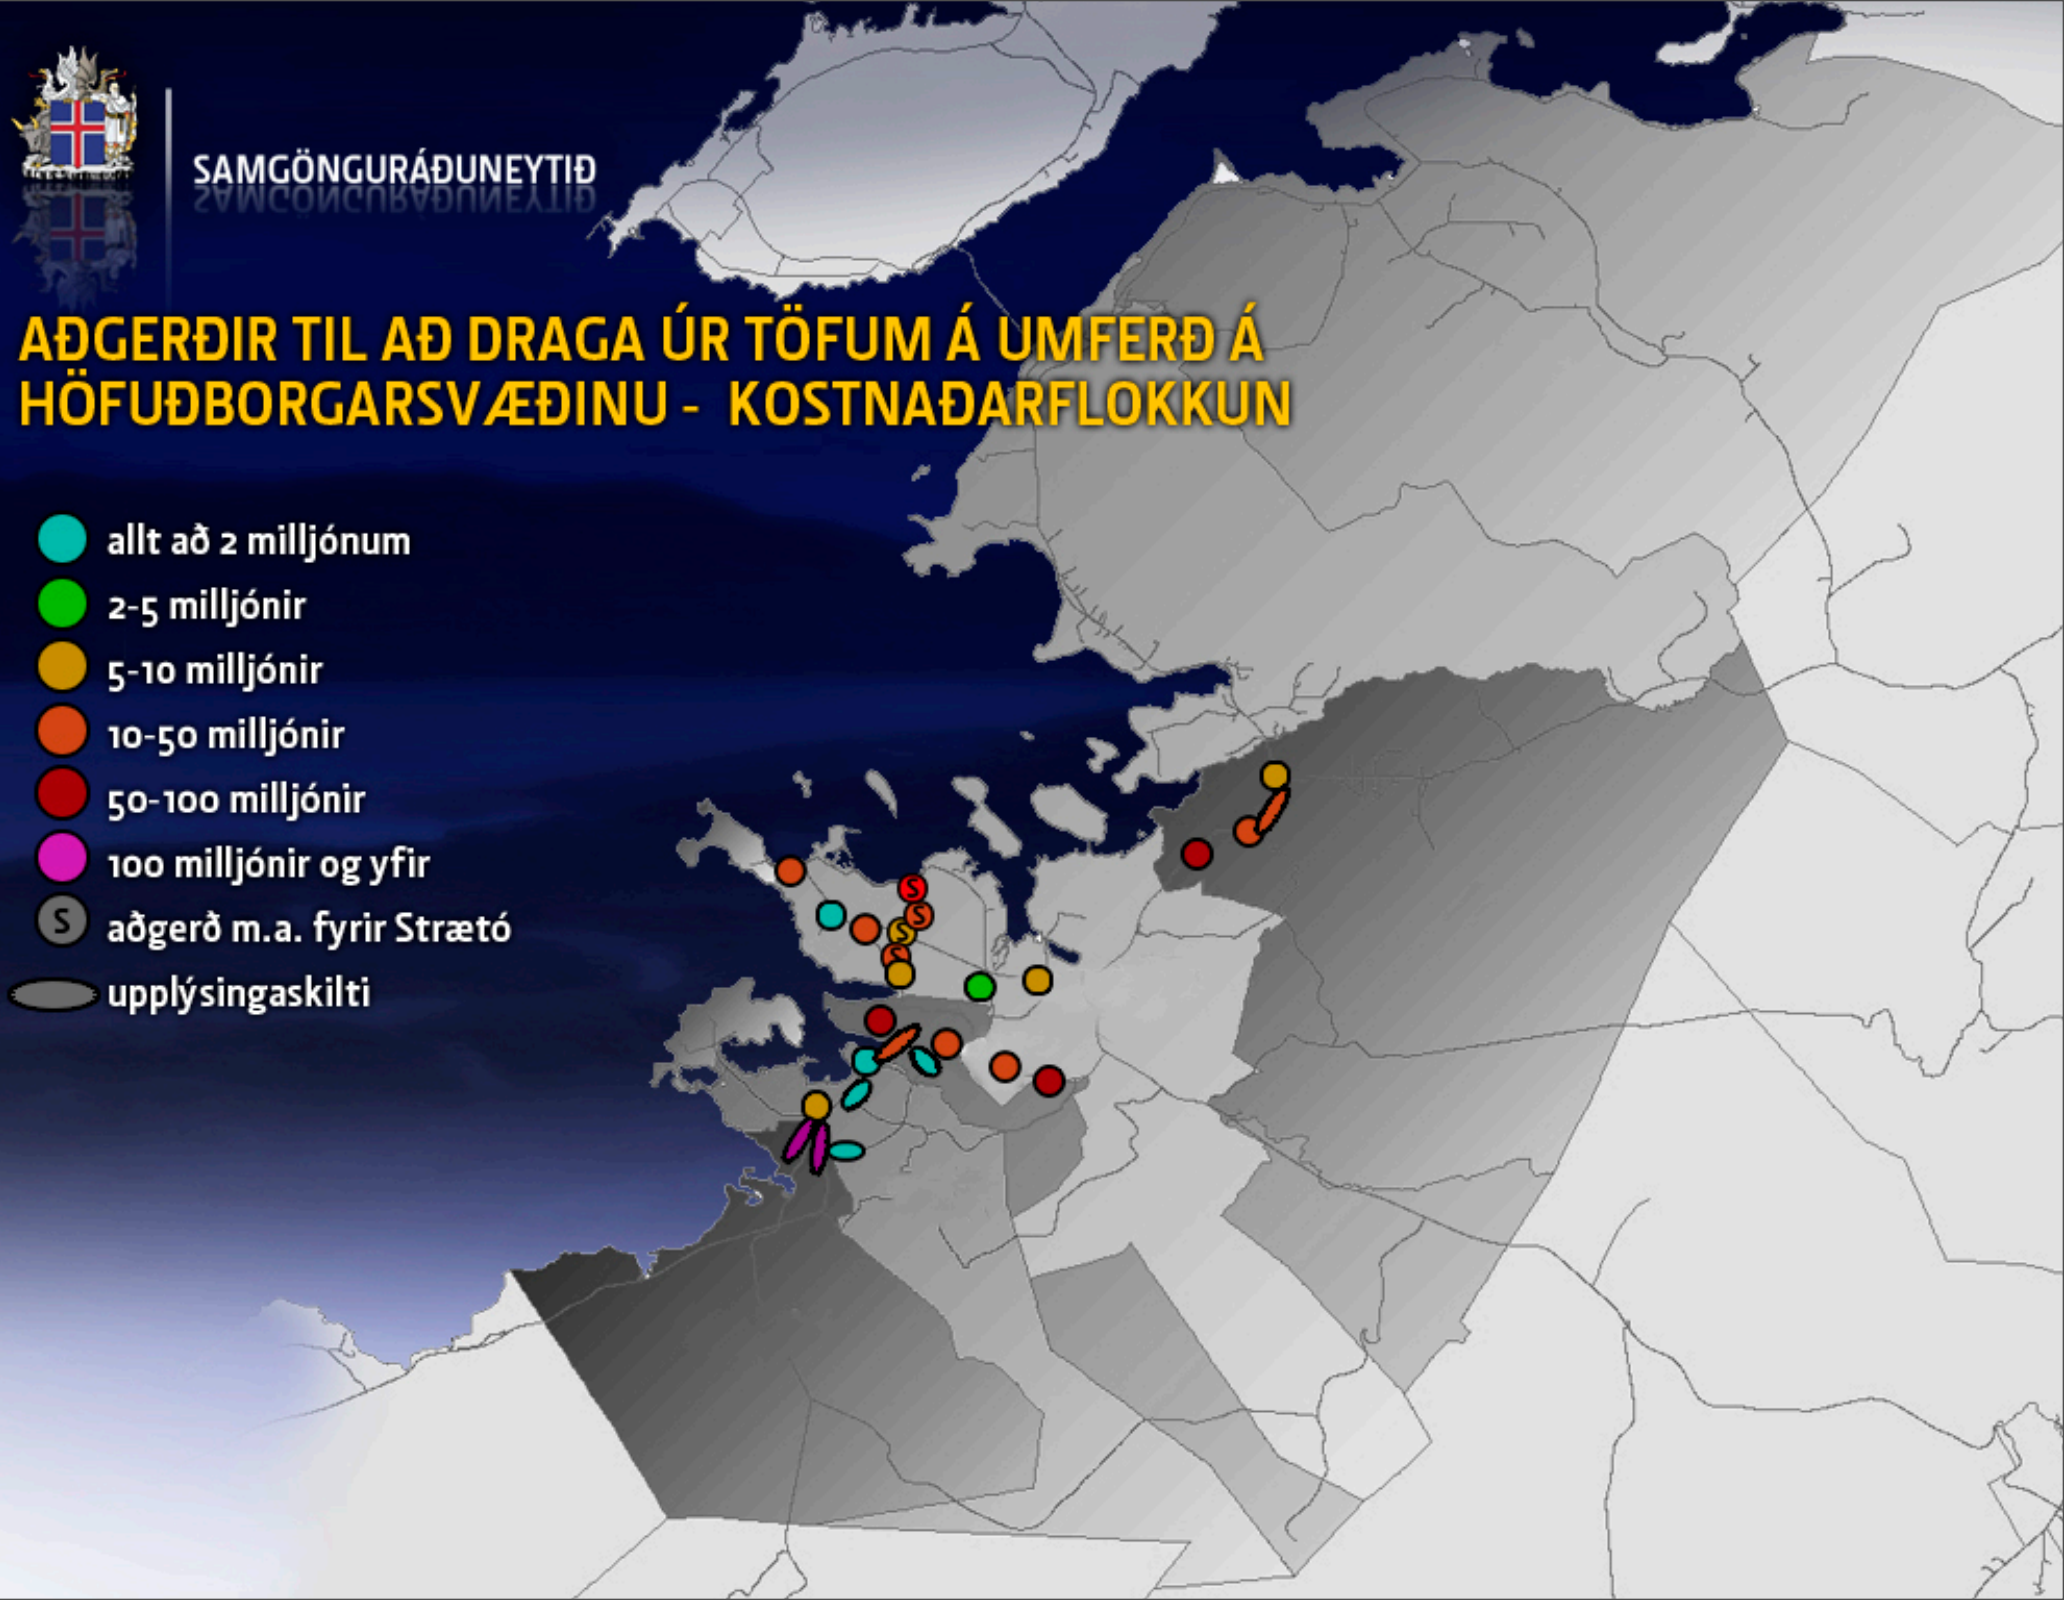 SAMGÖNGURÁÐUNEYTIÐ
AÐGERÐIR TIL AÐ DRAGA ÚR TÖFUM Á UMFERÐ Á
HÖFUÐBORGARSVÆÐINU - KOSTNAÐARFLOKKUN
allt að 2 milljónum
2-5 milljónir
5-10 milljónir
10-50 milljónir
50-100 milljónir
100 milljónir og yfir
S aðgerð m.a. fyrir Strætó
upplýsingaskilti
S
S
S
S